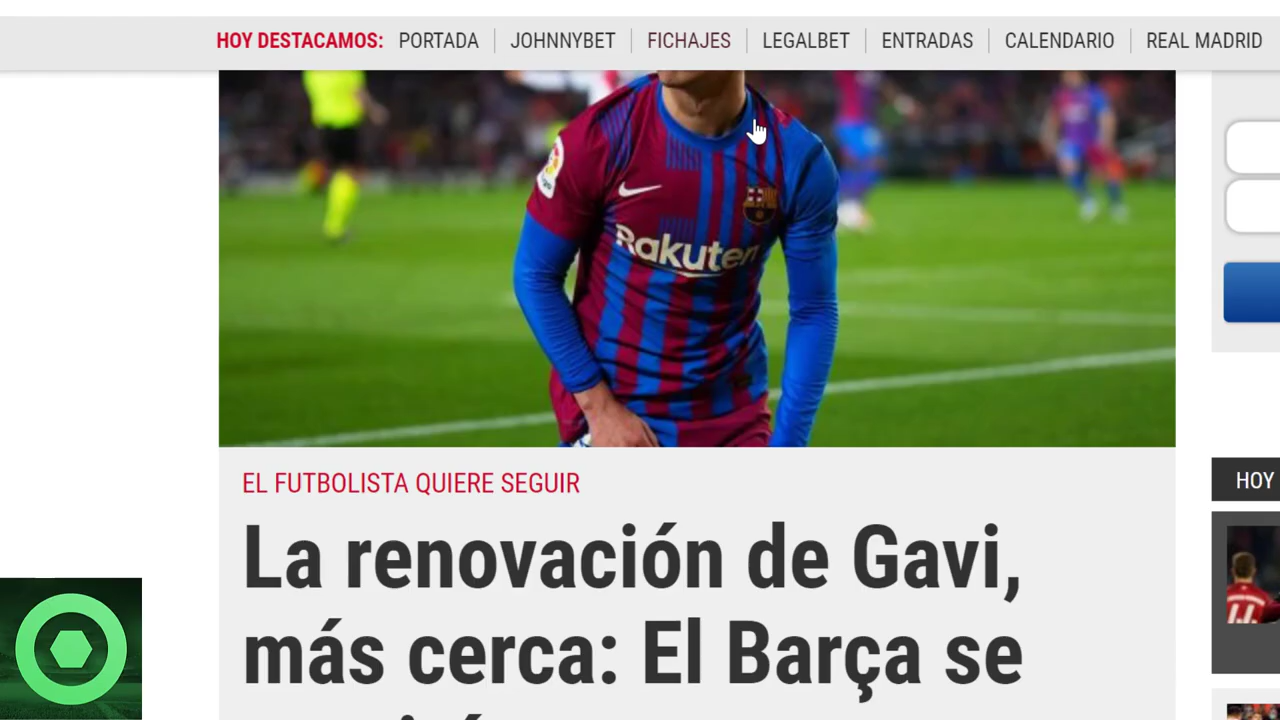 HOY DESTACAMOS: PORTADA JOHNNYBET FICHAJES LEGALBET ENTRADAS CALENDARIO REAL MADRID
Rakuten
EL FUTBOLISTA QUIERE SEGUIR
La renovación de Gavi,
más cerca: El Barça se
HOY